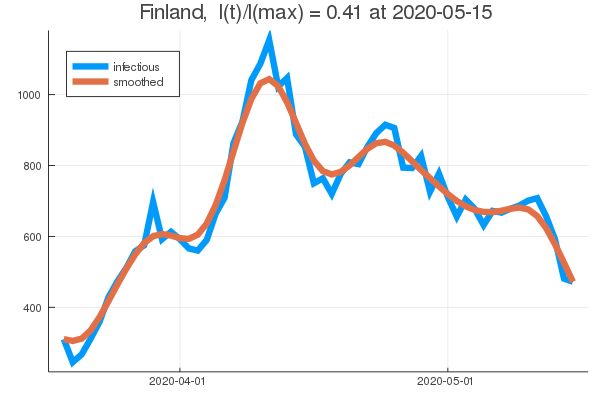 Finland,  I(t)/I(max) = 0.41 at 2020-05-15
infectious
smoothed
1000
800
600
400
2020-04-01
2020-05-01